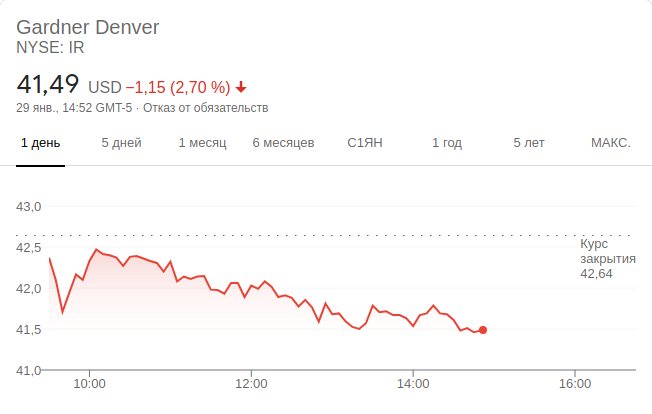 Gardner Denver
NYSE: IR
41,49 USD −1,15 (2,70 %)
29 янв., 14:52 GMT-5 · Отказ от обязательств
1 день 5 дней 1 месяц 6 месяцев С1ЯН 1 год 5 лет МАКС.
43,0
42,5
42,0
41,5
41,0
Курс
закрытия
42,64
10:00 12:00 14:00 16:00